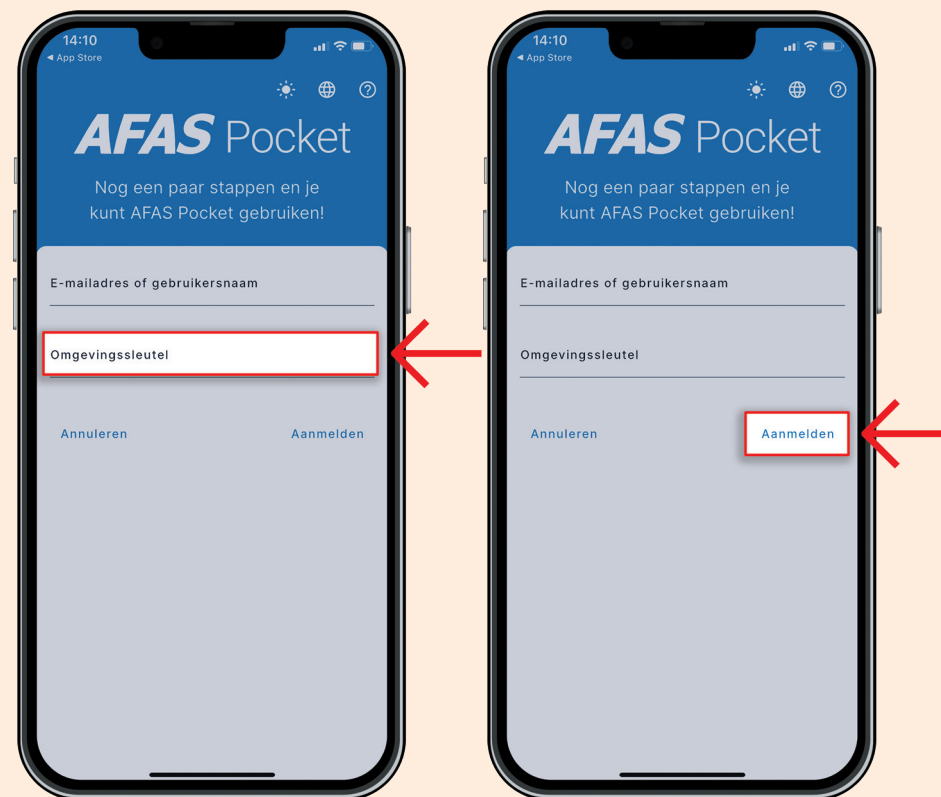 14:10
◀ App Store
AFAS Pocket
Nog een paar stappen en je
kunt AFAS Pocket gebruiken!
E-mailadres of gebruikersnaam
Omgevingssleutel
Annuleren Aanmelden
14:10
◀ App Store
AFAS Pocket
Nog een paar stappen en je
kunt AFAS Pocket gebruiken!
E-mailadres of gebruikersnaam
Omgevingssleutel
Annuleren Aanmelden